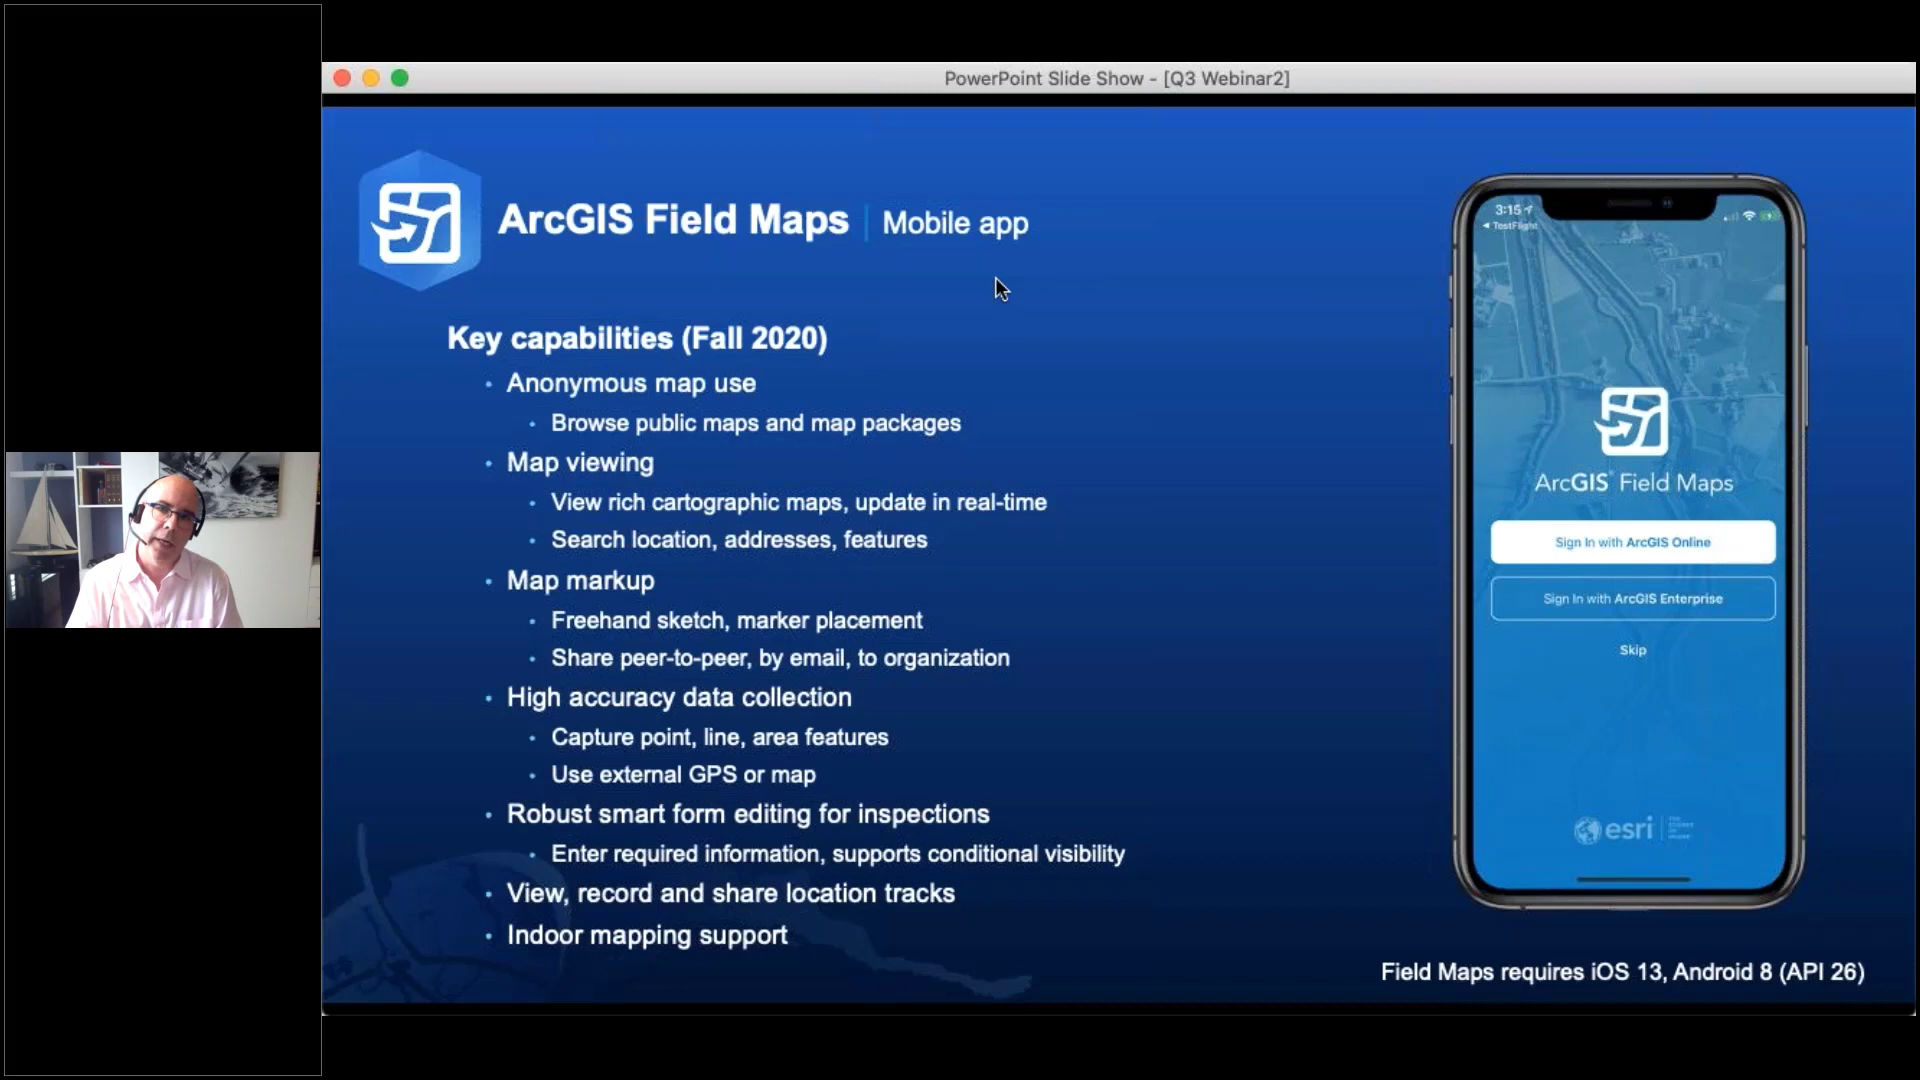 PowerPoint Slide Show - [Q3 Webinar2]
ArcGIS Field Maps | Mobile app
Key capabilities (Fall 2020)
• Anonymous map use
• Browse public maps and map packages
• Map viewing
• View rich cartographic maps, update in real-time
• Search location, addresses, features
• Map markup
• Freehand sketch, marker placement
• Share peer-to-peer, by email, to organization
• High accuracy data collection
• Capture point, line, area features
• Use external GPS or map
• Robust smart form editing for inspections
• Enter required information, supports conditional visibility
• View, record and share location tracks
• Indoor mapping support
3:15
TestFlight
ArcGIS® Field Maps
Sign In with ArcGIS Online
Sign In with ArcGIS Enterprise
Skip
esri
Field Maps requires iOS 13, Android 8 (API 26)